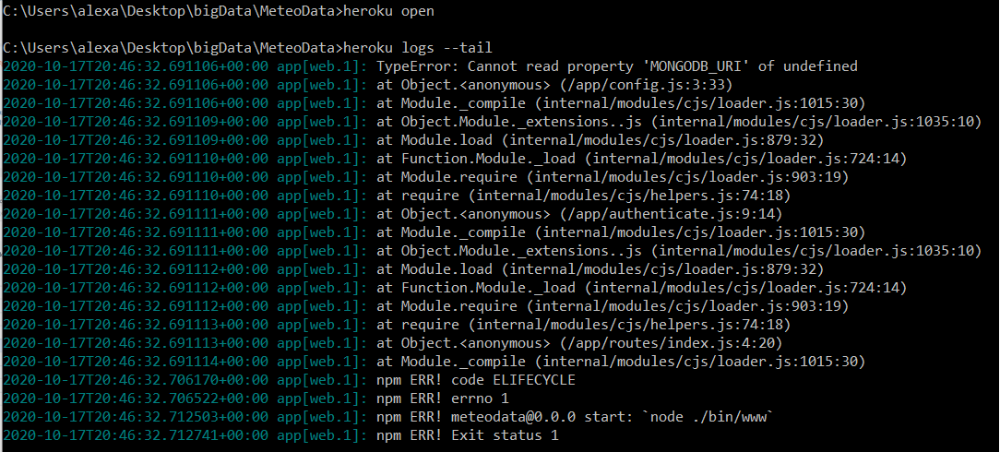 C:\Users\alexa\Desktop\bigData\MeteoData>heroku open
C:\Users\alexa\Desktop\bigData\MeteoData>heroku logs --tail
2020-10-17T20:46:32.691106+00:00 app[web.1]: TypeError: Cannot read property 'MONGODB_URI' of undefined
2020-10-17T20:46:32.691106+00:00 app[web.1]: at Object.<anonymous> (/app/config.js:3:33)
2020-10-17T20:46:32.691106+00:00 app[web.1]: at Module._compile (internal/modules/cjs/loader.js:1015:30)
2020-10-17T20:46:32.691109+00:00 app[web.1]: at Object.Module._extensions..js (internal/modules/cjs/loader.js:1035:10)
2020-10-17T20:46:32.691109+00:00 app[web.1]: at Module.load (internal/modules/cjs/loader.js:879:32)
2020-10-17T20:46:32.691110+00:00 app[web.1]: at Function.Module._load (internal/modules/cjs/loader.js:724:14)
2020-10-17T20:46:32.691110+00:00 app[web.1]: at Module.require (internal/modules/cjs/loader.js:903:19)
2020-10-17T20:46:32.691110+00:00 app[web.1]: at require (internal/modules/cjs/helpers.js:74:18)
2020-10-17T20:46:32.691111+00:00 app[web.1]: at Object.<anonymous> (/app/authenticate.js:9:14)
2020-10-17T20:46:32.691111+00:00 app[web.1]: at Module._compile (internal/modules/cjs/loader.js:1015:30)
2020-10-17T20:46:32.691111+00:00 app[web.1]: at Object.Module._extensions..js (internal/modules/cjs/loader.js:1035:10)
2020-10-17T20:46:32.691112+00:00 app[web.1]: at Module.load (internal/modules/cjs/loader.js:879:32)
2020-10-17T20:46:32.691112+00:00 app[web.1]: at Function.Module._load (internal/modules/cjs/loader.js:724:14)
2020-10-17T20:46:32.691112+00:00 app[web.1]: at Module.require (internal/modules/cjs/loader.js:903:19)
2020-10-17T20:46:32.691113+00:00 app[web.1]: at require (internal/modules/cjs/helpers.js:74:18)
2020-10-17T20:46:32.691113+00:00 app[web.1]: at Object.<anonymous> (/app/routes/index.js:4:20)
2020-10-17T20:46:32.691114+00:00 app[web.1]: at Module._compile (internal/modules/cjs/loader.js:1015:30)
2020-10-17T20:46:32.706170+00:00 app[web.1]: npm ERR! code ELIFECYCLE
2020-10-17T20:46:32.706522+00:00 app[web.1]: npm ERR! errno 1
2020-10-17T20:46:32.712503+00:00 app[web.1]: npm ERR! meteodata@0.0.0 start: `node ./bin/www`
2020-10-17T20:46:32.712741+00:00 app[web.1]: npm ERR! Exit status 1